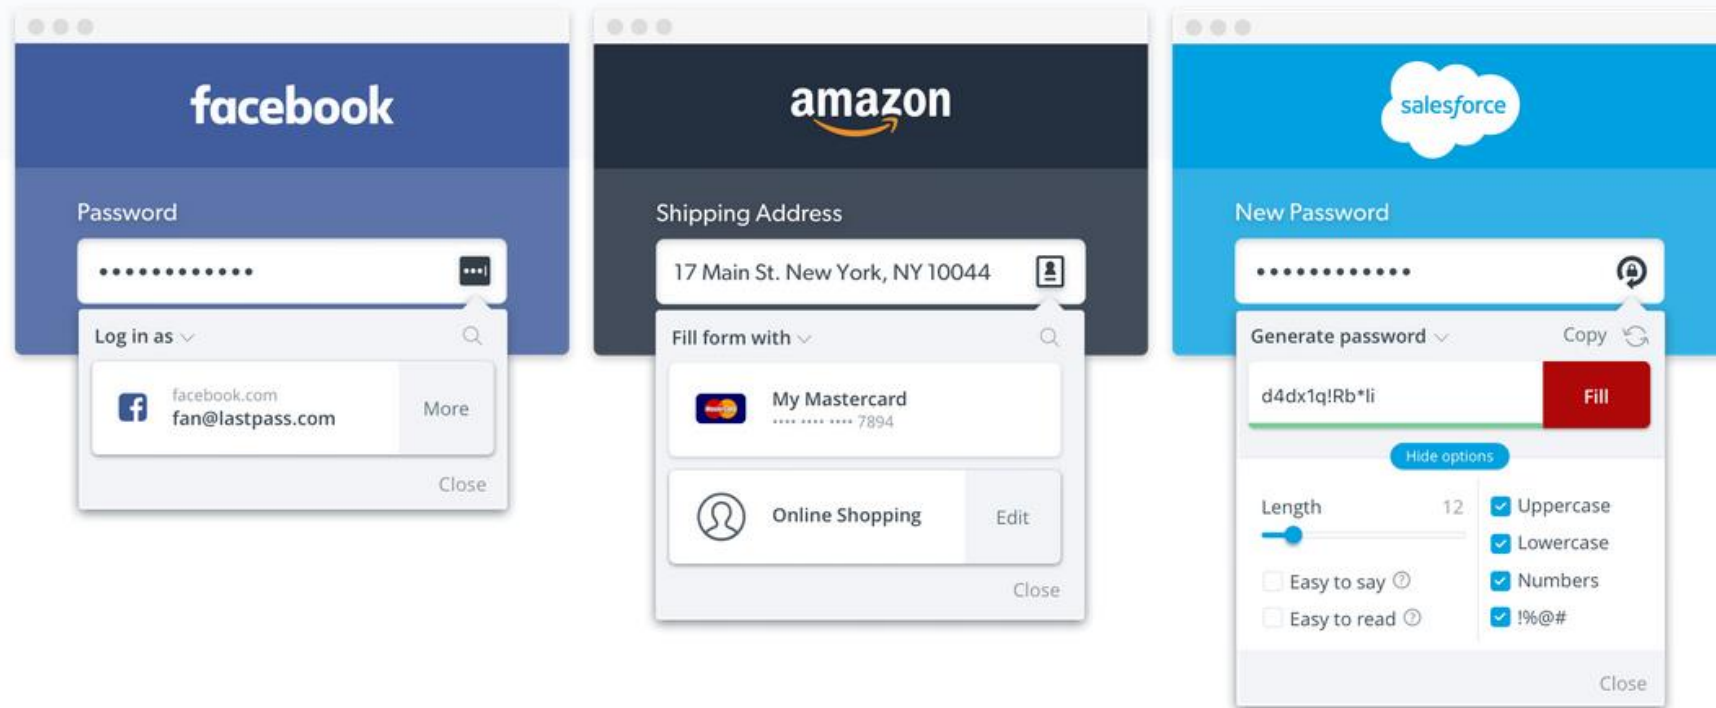 facebook
Password
Log in as
facebook.com
fan@lastpass.com
More
Close
amazon
Shipping Address
17 Main St. New York, NY 10044
Fill form with
My Mastercard
•••• •••• •••• 7894
Online Shopping
Edit
Close
salesforce
New Password
Generate password
Copy
d4dx1q!Rb*li
Fill
Hide options
Length 12
Easy to say ?
Easy to read ?
Uppercase
Lowercase
Numbers
!%@#
Close